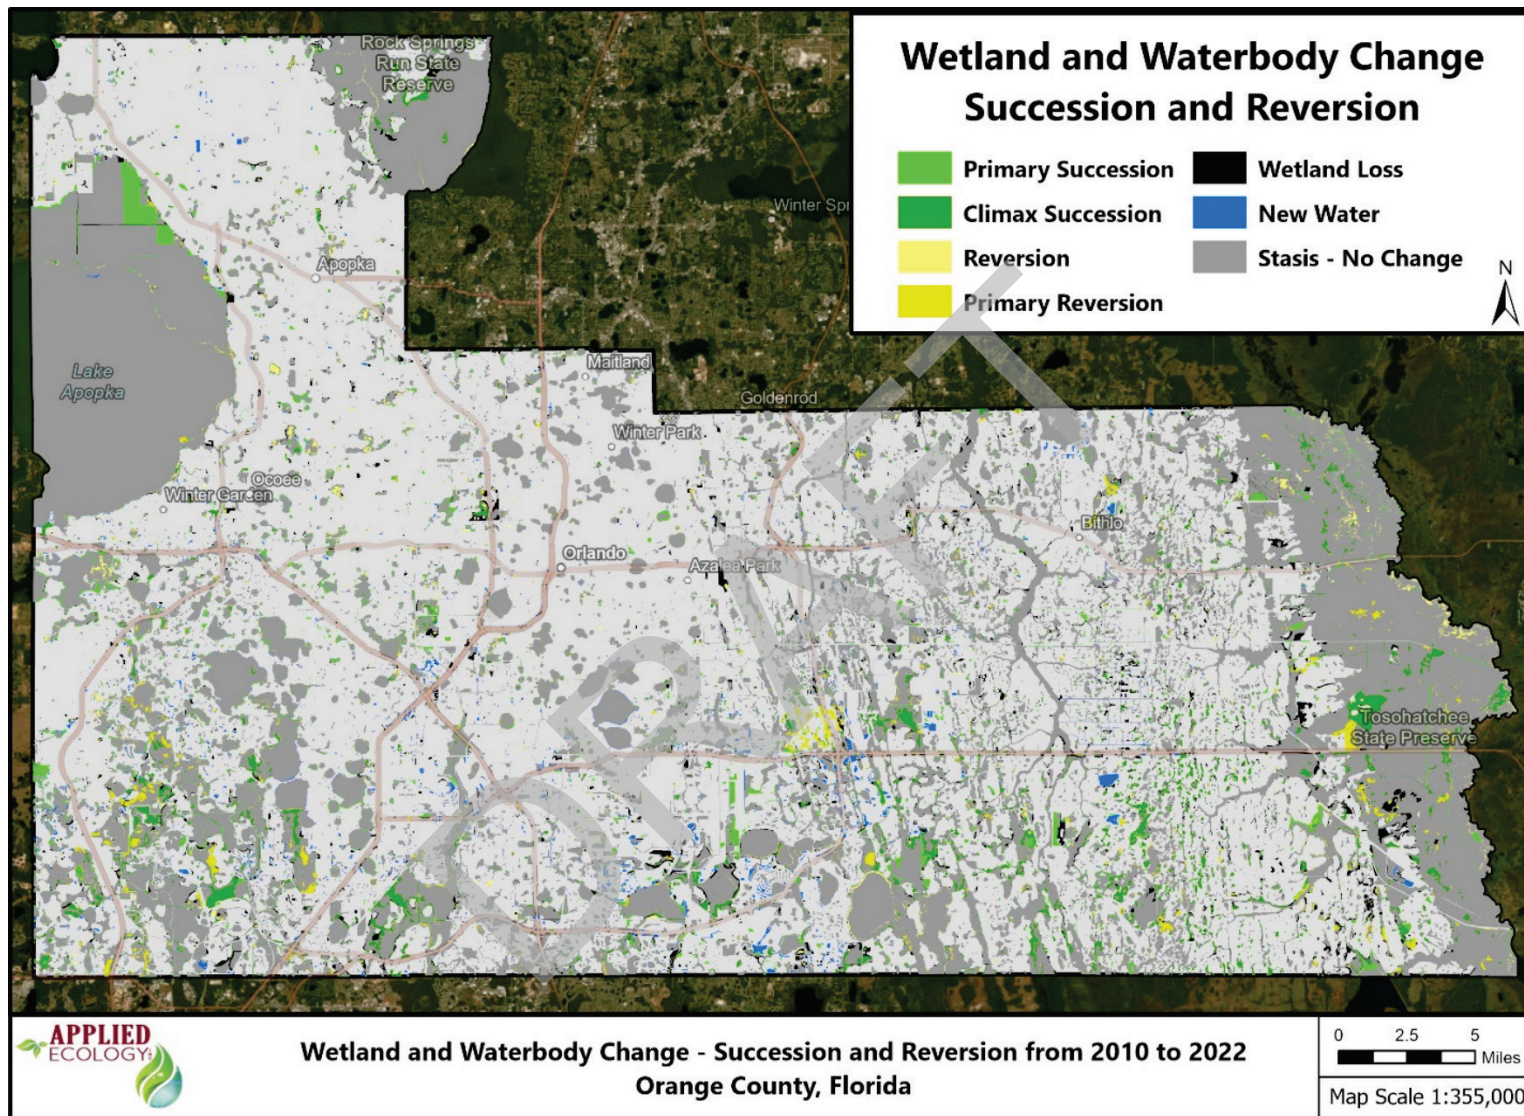 Wetland and Waterbody Change
Succession and Reversion
Primary Succession
Climax Succession
Reversion
Primary Reversion
Wetland Loss
New Water
Stasis - No Change
N
Rock Springs
Run State
Reserve
Winter Spr
Apopka
Lake
Apopka
Maitland
Goldenrod
Winter Park
Ocoee
Winter Garden
Bithlo
Orlando
Azalea Park
Tosohatchee
State Preserve
DRAFT
APPLIED
ECOLOGY
Wetland and Waterbody Change - Succession and Reversion from 2010 to 2022
Orange County, Florida
0 2.5 5
Miles
Map Scale 1:355,000